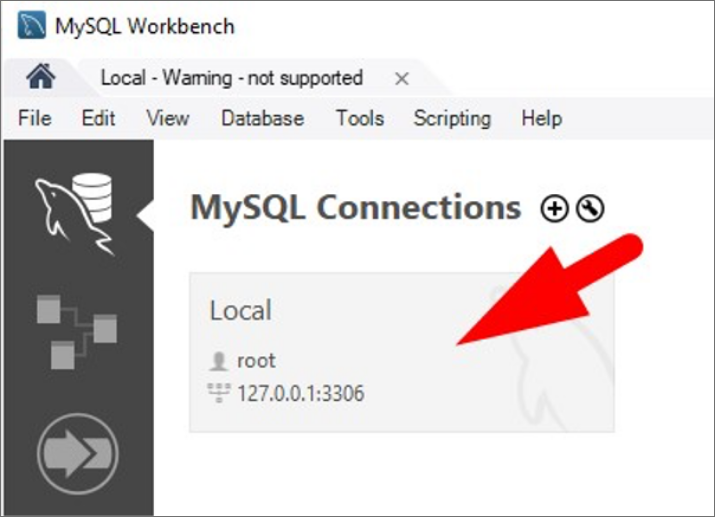 MySQL Workbench
Local - Warning - not supported
File Edit View Database Tools Scripting Help
MySQL Connections
Local
root
127.0.0.1:3306